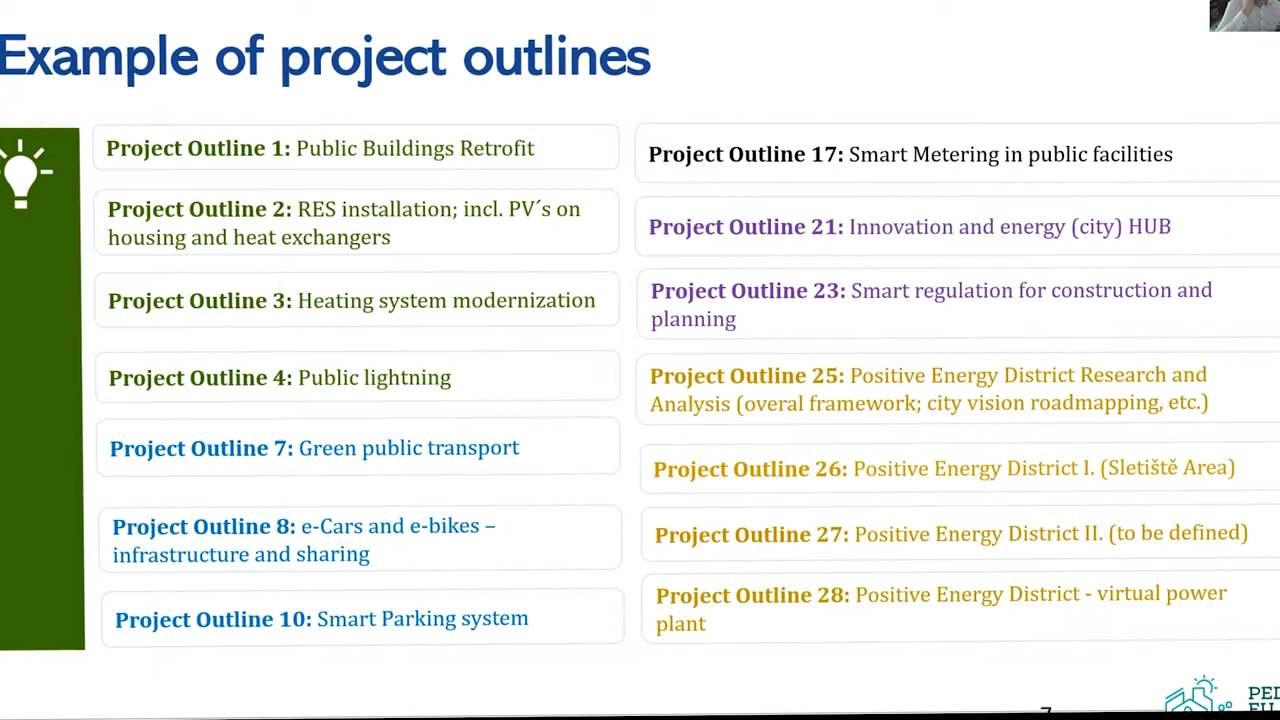 Example of project outlines
Project Outline 1: Public Buildings Retrofit
Project Outline 2: RES installation; incl. PV´s on
housing and heat exchangers
Project Outline 3: Heating system modernization
Project Outline 4: Public lightning
Project Outline 7: Green public transport
Project Outline 8: e-Cars and e-bikes –
infrastructure and sharing
Project Outline 10: Smart Parking system
Project Outline 17: Smart Metering in public facilities
Project Outline 21: Innovation and energy (city) HUB
Project Outline 23: Smart regulation for construction and
planning
Project Outline 25: Positive Energy District Research and
Analysis (overal framework; city vision roadmapping, etc.)
Project Outline 26: Positive Energy District I. (Sletiště Area)
Project Outline 27: Positive Energy District II. (to be defined)
Project Outline 28: Positive Energy District - virtual power
plant